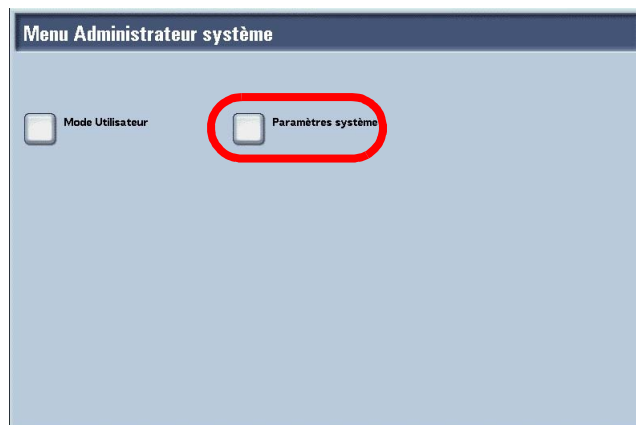 Menu Administrateur système
Mode Utilisateur
Paramètres système